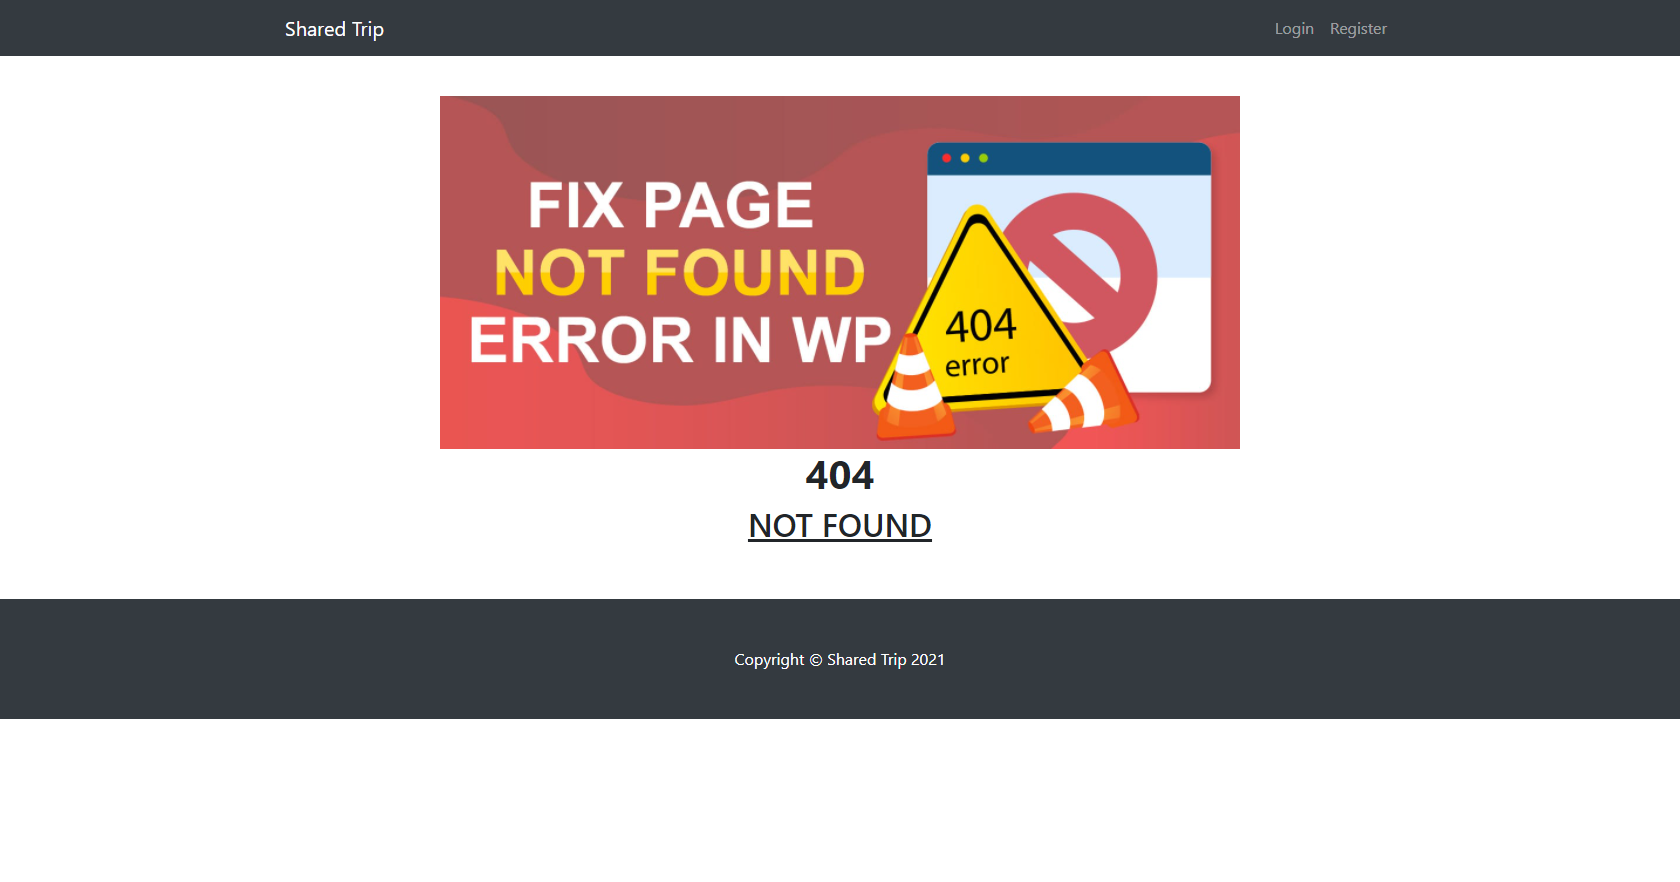 Shared Trip
Login Register
FIX PAGE
NOT FOUND
ERROR IN WP
404
error
404
NOT FOUND
Copyright © Shared Trip 2021